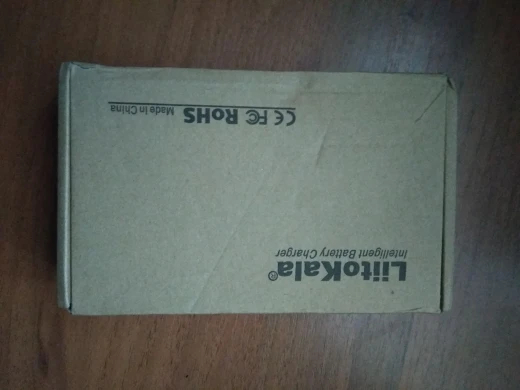 LiitoKala®
Intelligent Battery Charger
CE FC RoHS Made in China